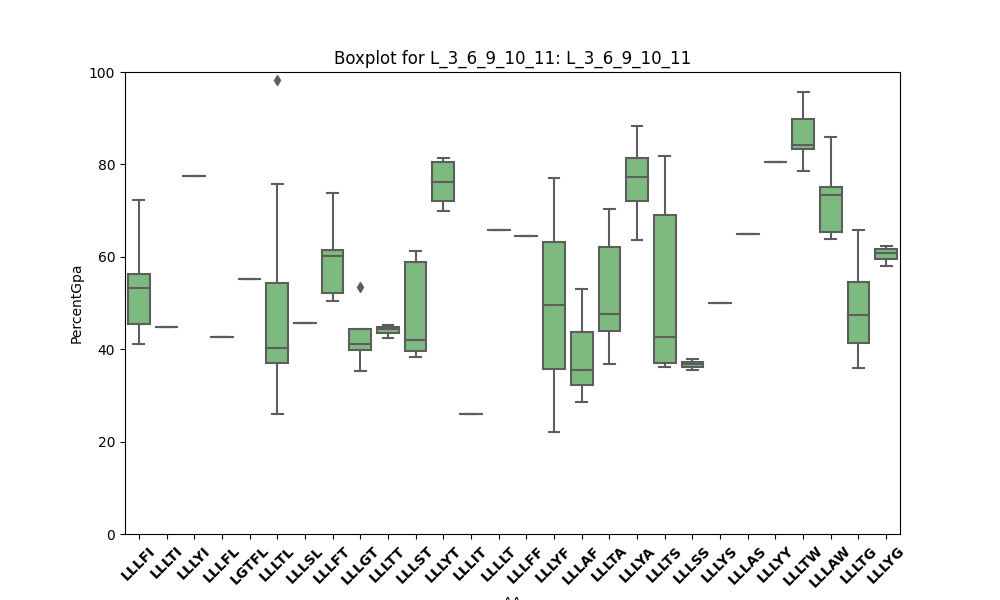 Boxplot for L_3_6_9_10_11: L_3_6_9_10_11
PercentGpa
100
80
60
40
20
0
LLLFI
LLLTI
LLLYI
LLLFL
LGTFL
LLLTL
LLLSL
LLLFT
LLLGT
LLLTT
LLLST
LLLYT
LLLIT
LLLLT
LLLFF
LLLYF
LLLAF
LLLTA
LLLYA
LLLTS
LLLSS
LLLYS
LLLAS
LLLYY
LLLTW
LLLAW
LLLTG
LLLYG